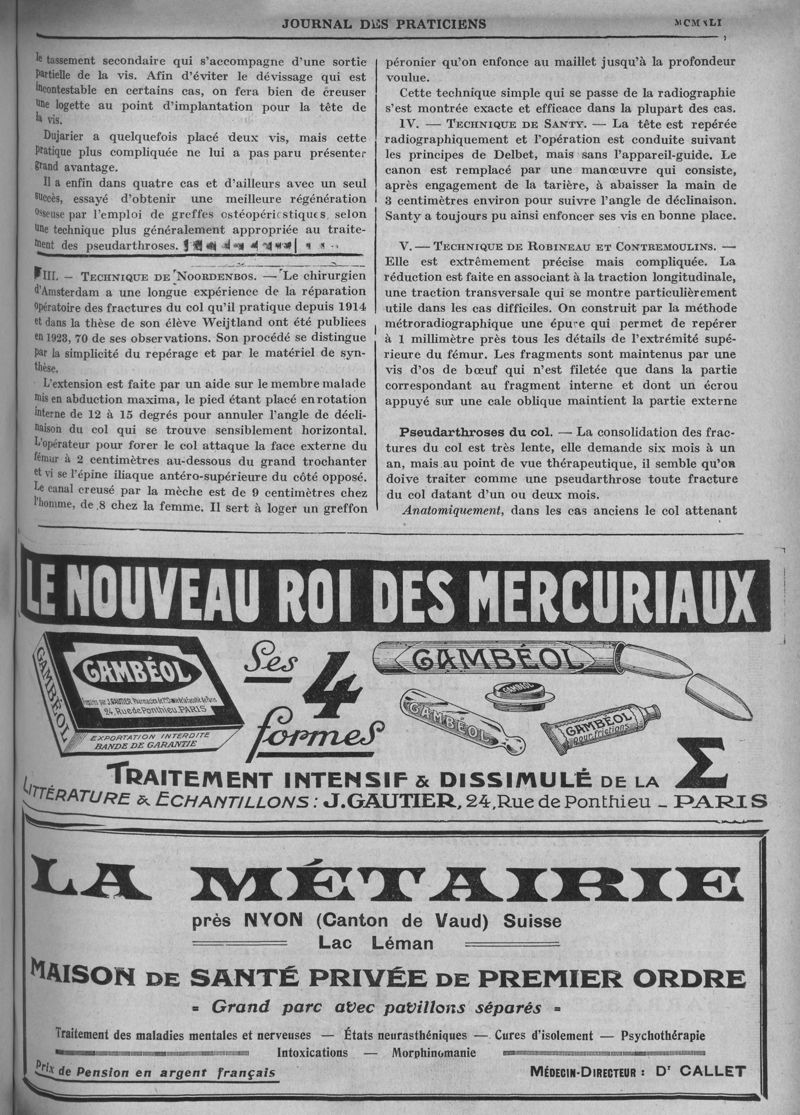 JOURNAL DES PRATICIENS
MCMXLI
le tassement secondaire qui s'accompagne d'une sortie
partielle de la vis. Afin d'éviter le dévissage qui est
incontestable en certains cas, on fera bien de creuser
une logette au point d'implantation pour la tête de
la vis.
Dujarier a quelquefois placé deux vis, mais cette
pratique plus compliquée ne lui a pas paru présenter
grand avantage.
Il a enfin dans quatre cas et d'ailleurs avec un seul
succès, essayé d'obtenir une meilleure régénération
osseuse par l'emploi de greffes ostéopériostiques selon
une technique plus généralement appropriée au traite-
ment des pseudarthroses.
III. — TECHNIQUE DE NOORDENBOS. — Le chirurgien
d'Amsterdam a une longue expérience de la réparation
opératoire des fractures du col qu'il pratique depuis 1914
et dans la thèse de son élève Weijtland ont été publiées
en 1923, 70 de ses observations. Son procédé se distingue
par la simplicité du repérage et par le matériel de syn-
thèse.
L'extension est faite par un aide sur le membre malade
mis en abduction maxima, le pied étant placé en rotation
interne de 12 à 15 degrés pour annuler l'angle de décli-
naison du col qui se trouve sensiblement horizontal.
L'opérateur pour forer le col attaque la face externe du
fémur à 2 centimètres au-dessous du grand trochanter
et vi se l'épine iliaque antéro-supérieure du côté opposé.
Le canal creusé par la mèche est de 9 centimètres chez
l'homme, de 8 chez la femme. Il sert à loger un greffon
péronier qu'on enfonce au maillet jusqu'à la profondeur
voulue.
Cette technique simple qui se passe de la radiographie
s'est montrée exacte et efficace dans la plupart des cas.
IV. — TECHNIQUE DE SANTY. — La tête est repérée
radiographiquement et l'opération est conduite suivant
les principes de Delbet, mais sans l'appareil-guide. Le
canon est remplacé par une manœuvre qui consiste,
après engagement de la tarière, à abaisser la main de
3 centimètres environ pour suivre l'angle de déclinaison.
Santy a toujours pu ainsi enfoncer ses vis en bonne place.
V. — TECHNIQUE DE ROBINEAU ET CONTREMOULINS. —
Elle est extrêmement précise mais compliquée. La
réduction est faite en associant à la traction longitudinale,
une traction transversale qui se montre particulièrement
utile dans les cas difficiles. On construit par la méthode
métroradiographique une épure qui permet de repérer
à 1 millimètre près tous les détails de l'extrémité supé-
rieure du fémur. Les fragments sont maintenus par une
vis d'os de bœuf qui n'est filetée que dans la partie
correspondant au fragment interne et dont un écrou
appuyé sur une cale oblique maintient la partie externe
Pseudarthroses du col. — La consolidation des frac-
tures du col est très lente, elle demande six mois à un
an, mais au point de vue thérapeutique, il semble qu'on
doive traiter comme une pseudarthrose toute fracture
du col datant d'un ou deux mois.
Anatomiquement, dans les cas anciens le col attenant
LE NOUVEAU ROI DES MERCURIAUX
GAMBÉOL
GAMBÉOL
24, Rue de Ponthieu. PARIS
EXPORTATION INTERDITE
BANDE DE GARANTIE
Ses 4 formes
GAMBÉOL
GAMBÉOL
GAMBÉOL
GAMBÉOL
pour frictions
TRAITEMENT INTENSIF & DISSIMULÉ DE LA Σ
LITTÉRATURE & ECHANTILLONS : J. GAUTIER, 24, Rue de Ponthieu _ PARIS
LA MÉTAIRIE
près NYON (Canton de Vaud) Suisse
Lac Léman
MAISON DE SANTÉ PRIVÉE DE PREMIER ORDRE
= Grand parc avec pavillons séparés =
Traitement des maladies mentales et nerveuses — États neurasthéniques — Cures d'isolement — Psychothérapie
Intoxications — Morphinomanie
Prix de Pension en argent français
MÉDECIN-DIRECTEUR : Dr CALLET